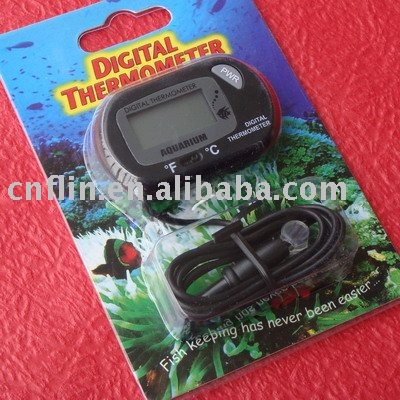 DIGITAL
THERMOMETER
PWR
DIGITAL THERMOMETER
DIGITAL
THERMOMETER
AQUARIUM
°F °C
cnflin.en.alibaba.com
Fish keeping has never been easier...